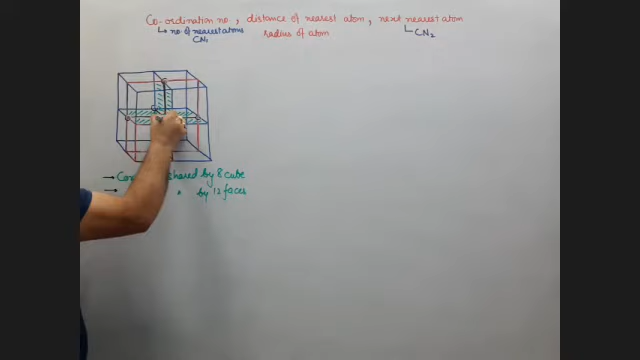 Co-ordination no, distance of nearest atom, next nearest atom
↳ no. of nearest atoms radius of atom ↳ CN₂
CN₁
→ shared by 8 cube
→ " by 12 faces